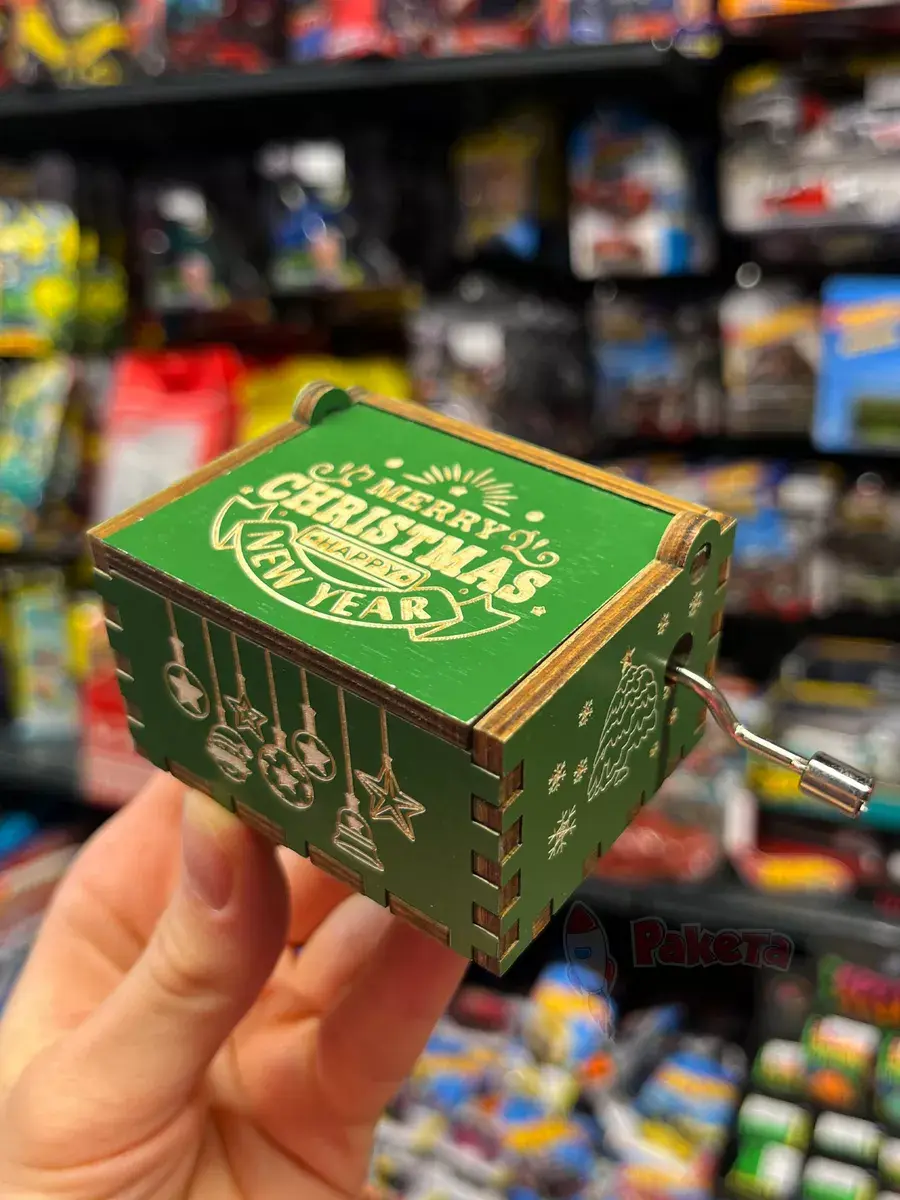 MERRY
CHRISTMAS
HAPPY
NEW YEAR
Ракета